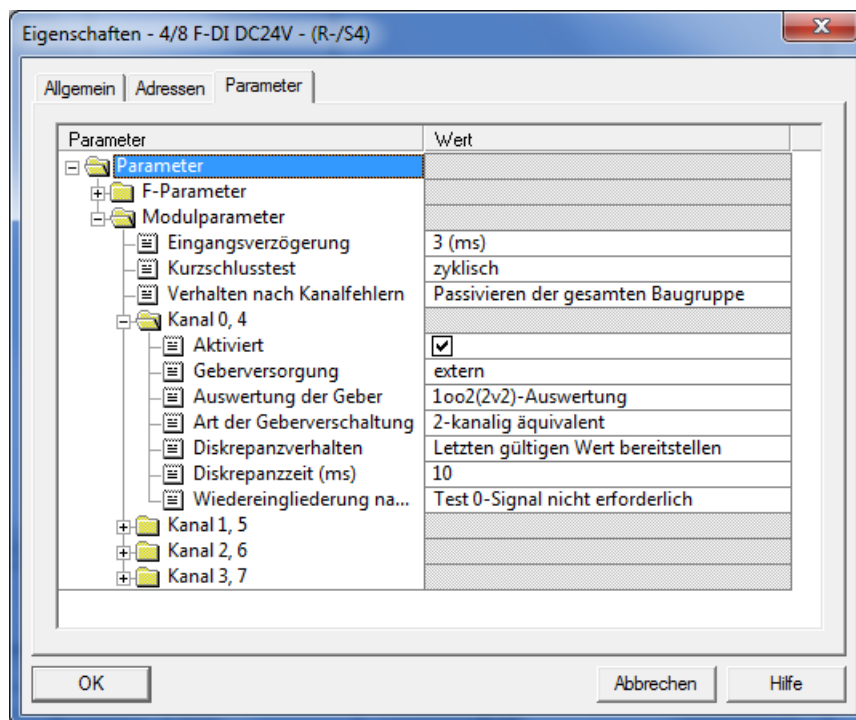 Eigenschaften - 4/8 F-DI DC24V - (R-/S4)
Allgemein Adressen Parameter
Parameter Wert
Parameter
F-Parameter
Modulparameter
Eingangsverzögerung 3 (ms)
Kurzschlusstest zyklisch
Verhalten nach Kanalfehlern Passivieren der gesamten Baugruppe
Kanal 0, 4
Aktiviert
Geberversorgung extern
Auswertung der Geber 1oo2(2v2)-Auswertung
Art der Geberverschaltung 2-kanalig äquivalent
Diskrepanzverhalten Letzten gültigen Wert bereitstellen
Diskrepanzzeit (ms) 10
Wiedereingliederung na... Test 0-Signal nicht erforderlich
Kanal 1, 5
Kanal 2, 6
Kanal 3, 7
OK Abbrechen Hilfe